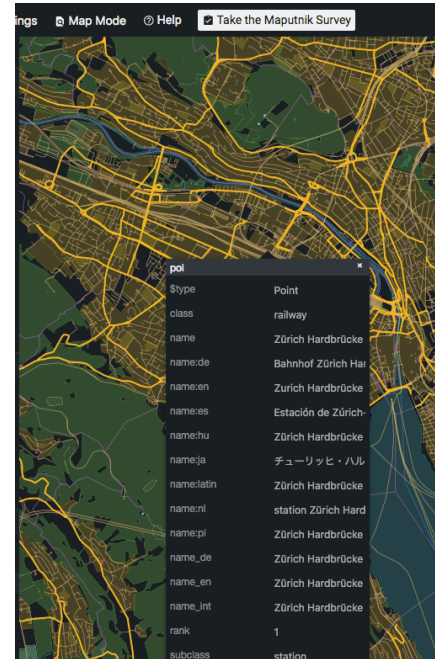 ings Map Mode Help Take the Maputnik Survey
poi ×
$type Point
class railway
name Zürich Hardbrücke
name:de Bahnhof Zürich Har
name:en Zurich Hardbrücke
name:es Estación de Zúrich-
name:hu Zürich Hardbrücke
name:ja チューリッヒ・ハル
name:latin Zürich Hardbrücke
name:nl station Zürich Hard
name:pl Zürich Hardbrücke
name_de Zürich Hardbrücke
name_en Zürich Hardbrücke
name_int Zürich Hardbrücke
rank 1
subclass station